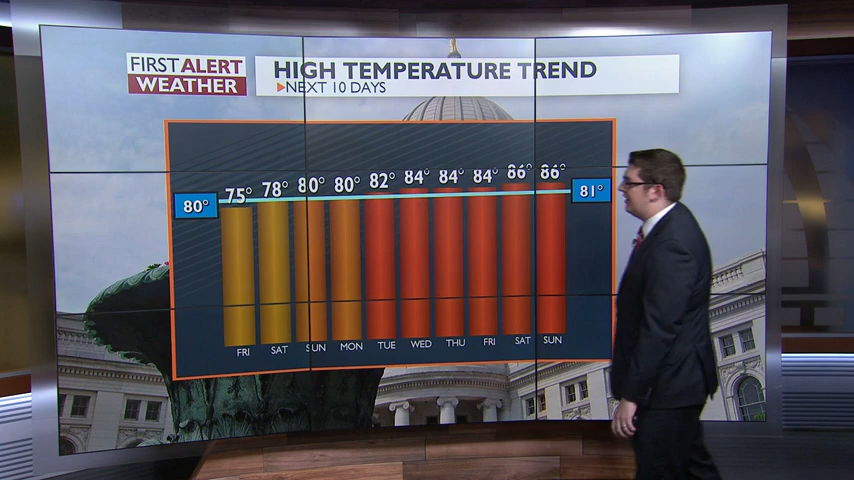 FIRST ALERT
WEATHER
HIGH TEMPERATURE TREND
NEXT 10 DAYS
75° 78° 80° 80° 82° 84° 84° 84° 86° 86°
80° 81°
FRI SAT SUN MON TUE WED THU FRI SAT SUN